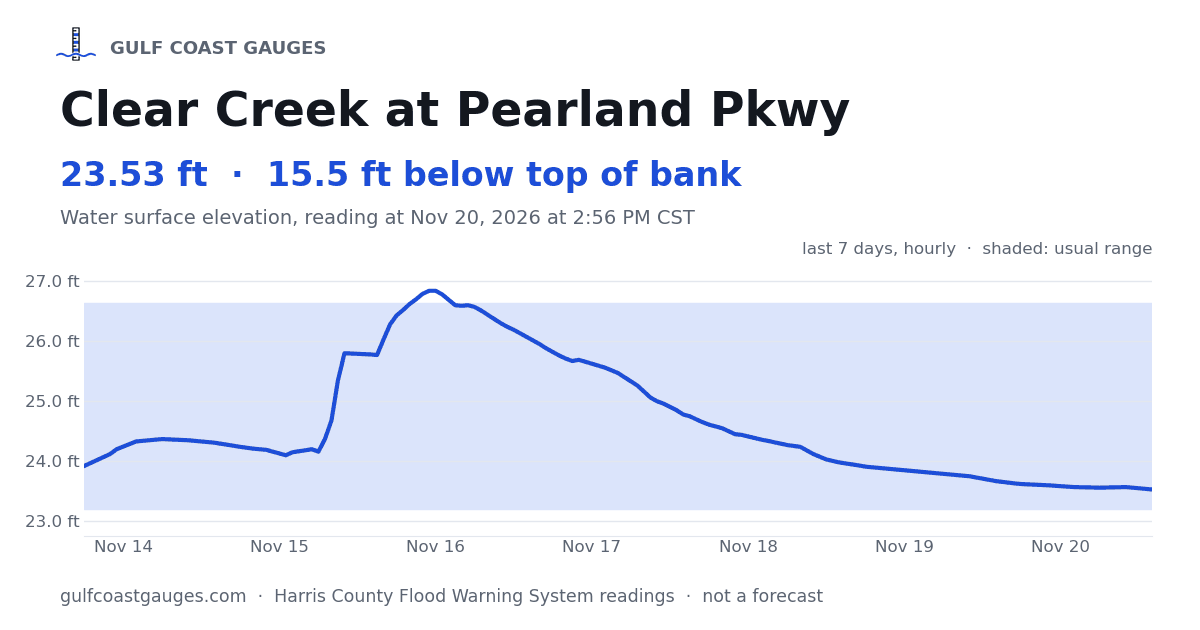 GULF COAST GAUGES
Clear Creek at Pearland Pkwy
23.53 ft · 15.5 ft below top of bank
Water surface elevation, reading at Nov 20, 2026 at 2:56 PM CST
last 7 days, hourly · shaded: usual range
27.0 ft
26.0 ft
25.0 ft
24.0 ft
23.0 ft
Nov 14 Nov 15 Nov 16 Nov 17 Nov 18 Nov 19 Nov 20
gulfcoastgauges.com · Harris County Flood Warning System readings · not a forecast